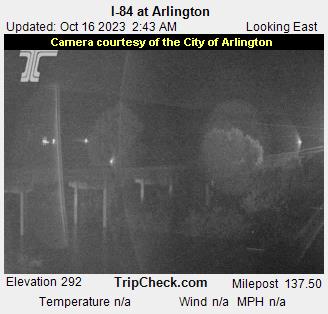 I-84 at Arlington
Updated: Oct 16 2023 2:43 AM Looking East
Camera courtesy of the City of Arlington
Elevation 292 TripCheck.com Milepost 137.50
Temperature n/a Wind n/a MPH n/a